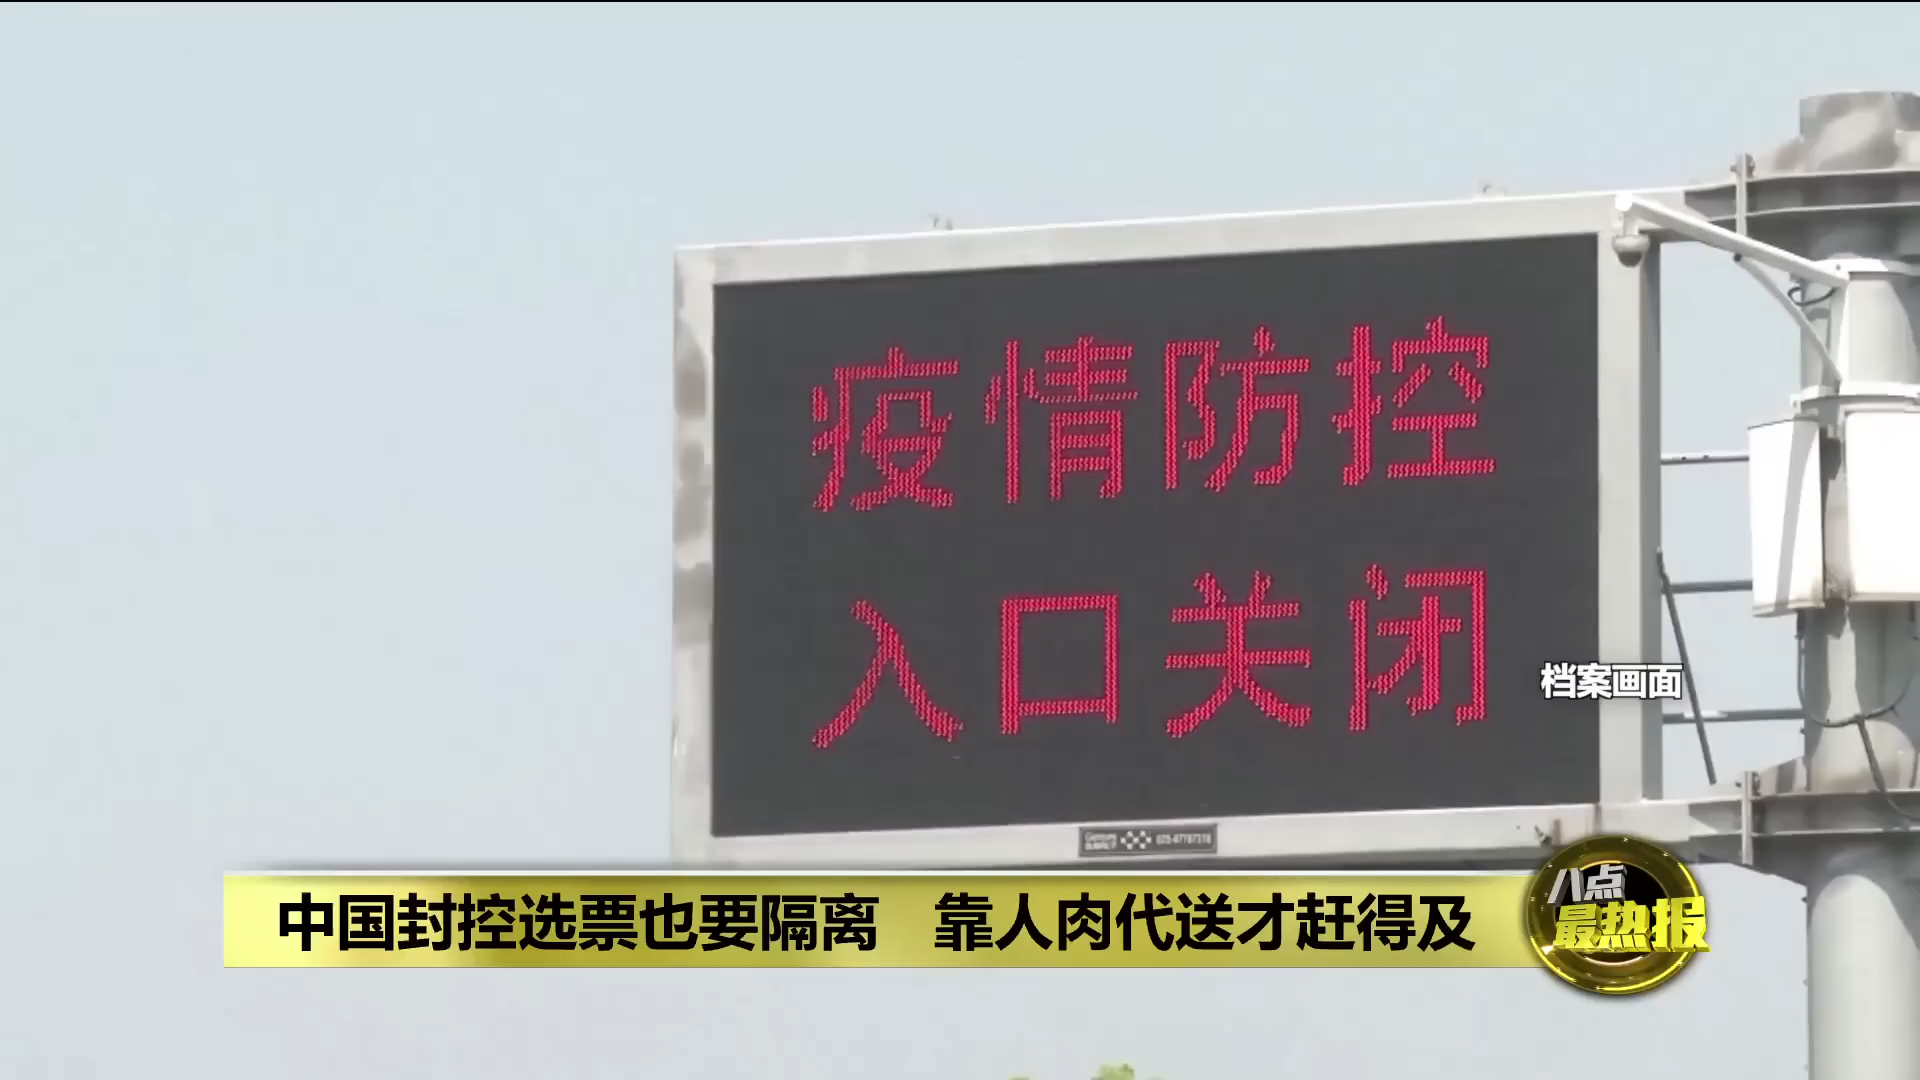 疫情防控
入口关闭
档案画面
中国封控选票也要隔离 靠人肉代送才赶得及
八点
最热报